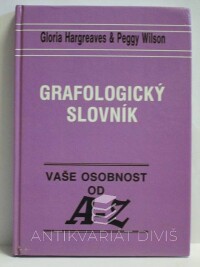 Gloria Hargreaves & Peggy Wilson
GRAFOLOGICKÝ
SLOVNÍK
VAŠE OSOBNOST
OD
A-Z
ANTIKVARIÁT DIVIŠ